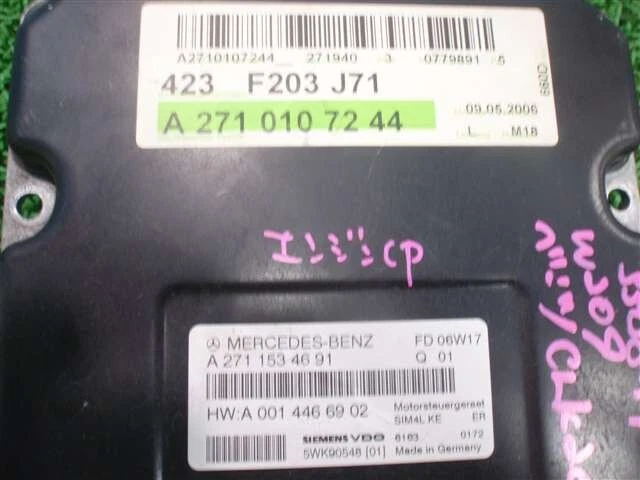 A2710107244 271940 3 0779891 5
423 F203 J71
A 271 010 72 44
09.05.2006
L M18
エンジンCP
W209
MERCEDES-BENZ FD 06W17
A 271 153 46 91 Q 01
HW:A 001 446 69 02 Motorsteuergeraet
SIM4L KE ER
SIEMENS VDO 6163 0172
5WK90548 [01] Made in Germany